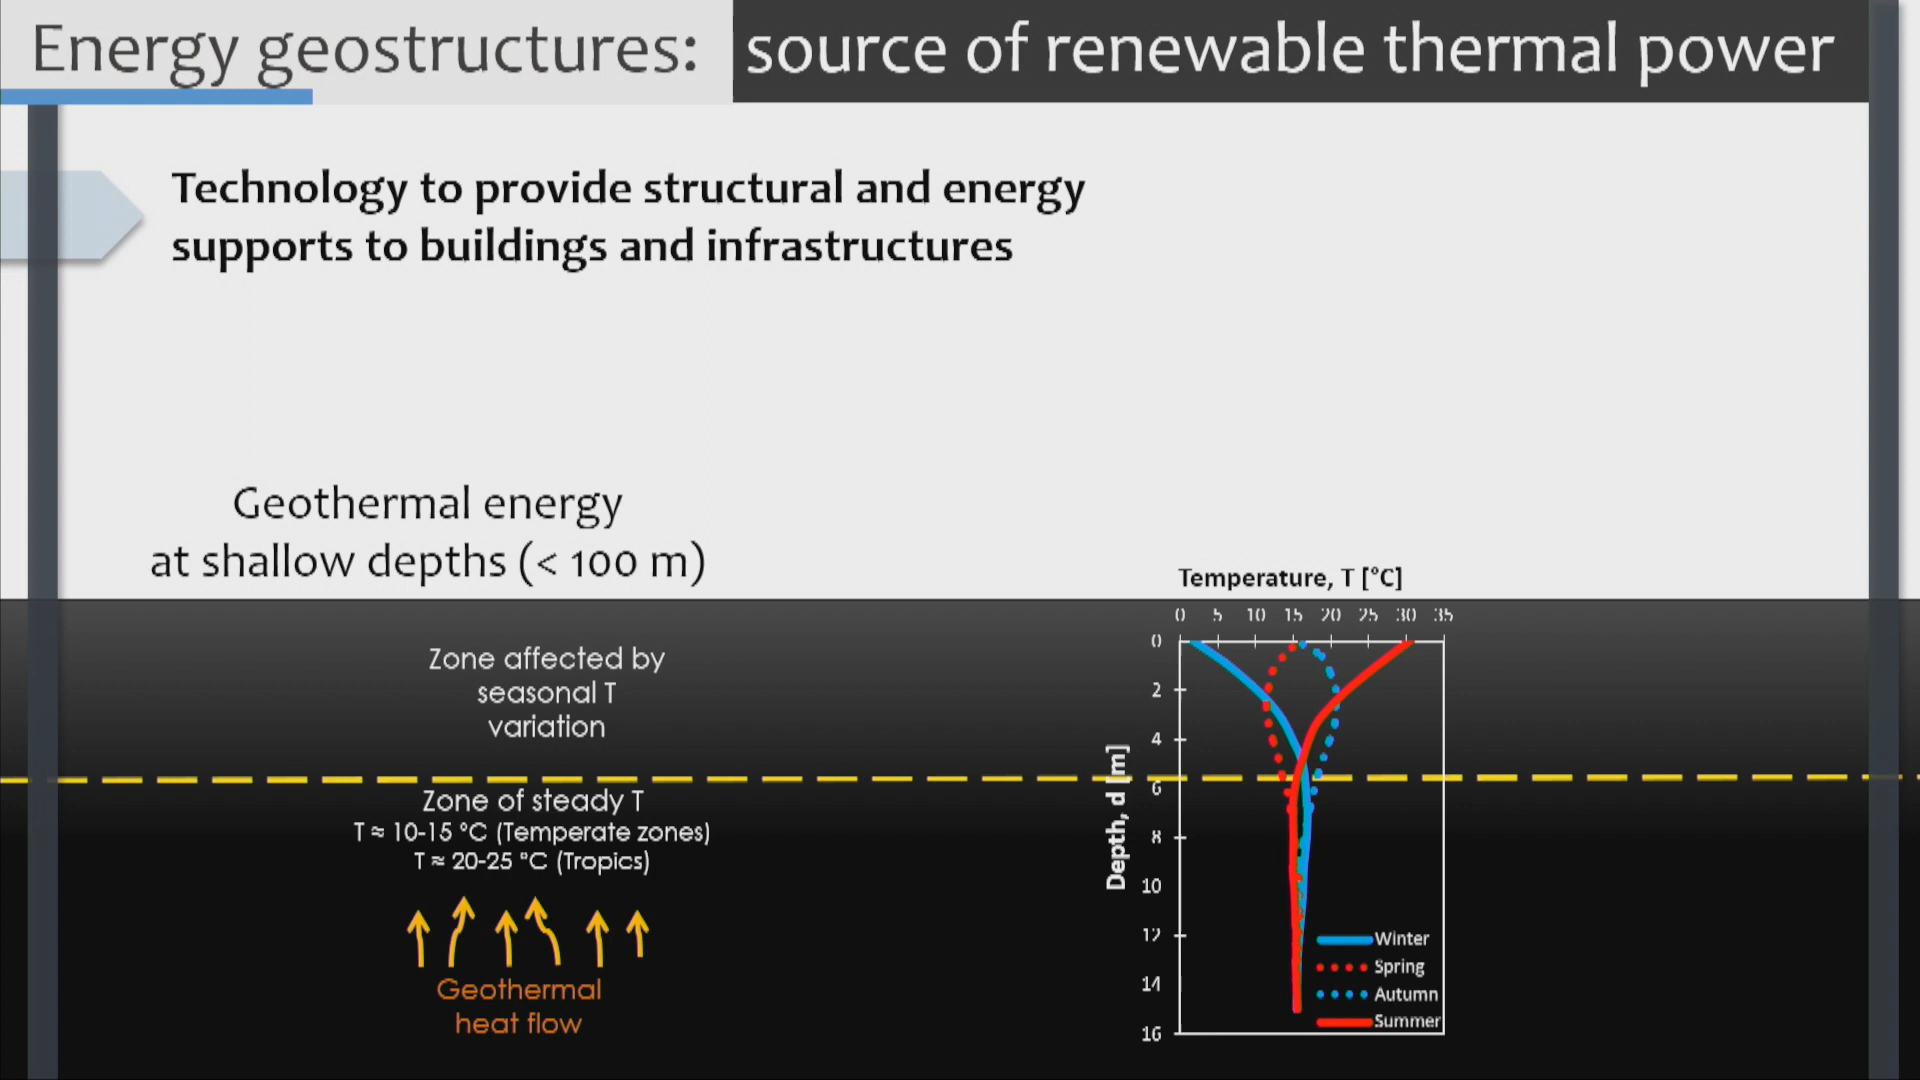 Energy geostructures: source of renewable thermal power
Technology to provide structural and energy
supports to buildings and infrastructures
Geothermal energy
at shallow depths (< 100 m)
Zone affected by
seasonal T
variation
Zone of steady T
T ≈ 10-15 °C (Temperate zones)
T ≈ 20-25 °C (Tropics)
Geothermal
heat flow
Temperature, T [°C]
0 5 10 15 20 25 30 35
Depth, d [m]
0
2
4
6
8
10
12
14
16
Winter
Spring
Autumn
Summer